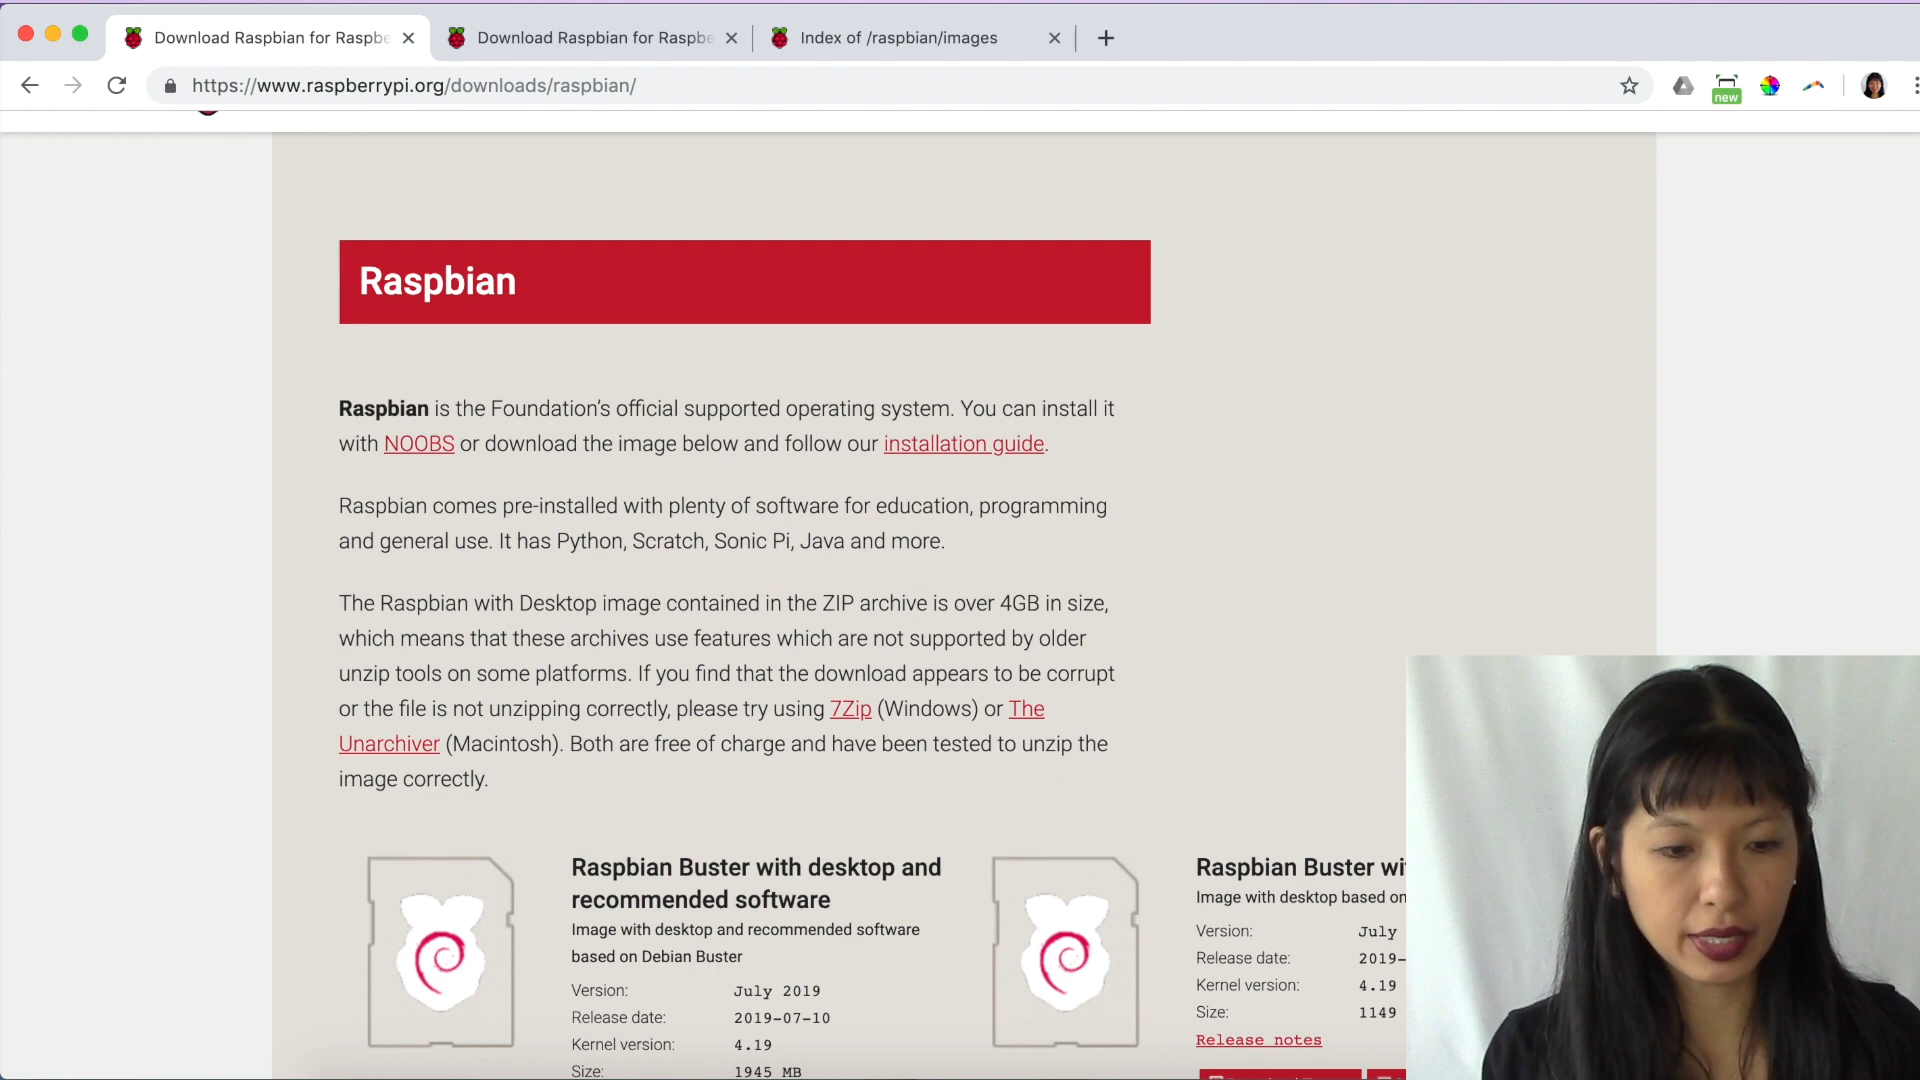 Download Raspbian for Raspbe
Download Raspbian for Raspbe
Index of /raspbian/images
https://www.raspberrypi.org/downloads/raspbian/
new
Raspbian
Raspbian is the Foundation's official supported operating system. You can install it
with NOOBS or download the image below and follow our installation guide.
Raspbian comes pre-installed with plenty of software for education, programming
and general use. It has Python, Scratch, Sonic Pi, Java and more.
The Raspbian with Desktop image contained in the ZIP archive is over 4GB in size,
which means that these archives use features which are not supported by older
unzip tools on some platforms. If you find that the download appears to be corrupt
or the file is not unzipping correctly, please try using 7Zip (Windows) or The
Unarchiver (Macintosh). Both are free of charge and have been tested to unzip the
image correctly.
Raspbian Buster with desktop and
recommended software
Image with desktop and recommended software
based on Debian Buster
Version: July 2019
Release date: 2019-07-10
Kernel version: 4.19
Size: 1945 MB
Raspbian Buster wi
Image with desktop based on
Version: July
Release date: 2019-
Kernel version: 4.19
Size: 1149
Release notes